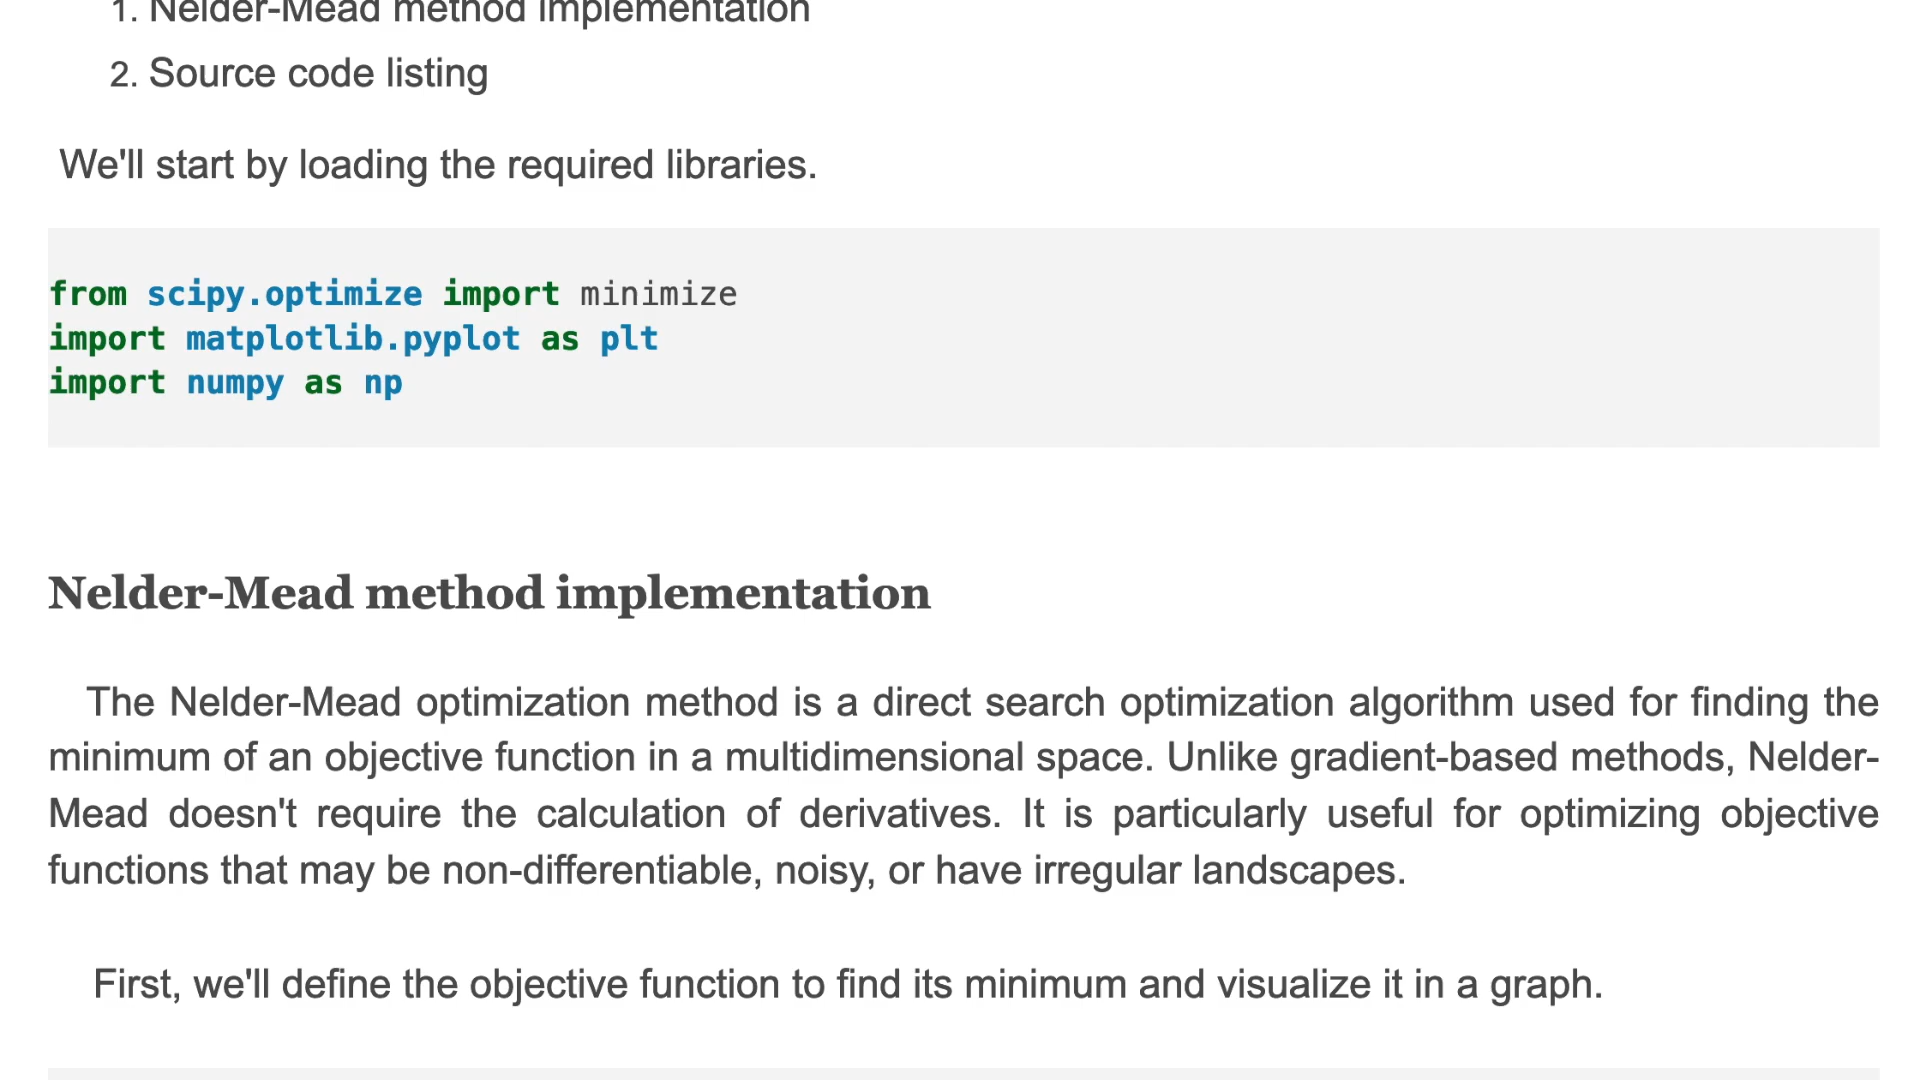 1. Nelder-Mead method implementation
2. Source code listing
We'll start by loading the required libraries.
from scipy.optimize import minimize
import matplotlib.pyplot as plt
import numpy as np
Nelder-Mead method implementation
The Nelder-Mead optimization method is a direct search optimization algorithm used for finding the
minimum of an objective function in a multidimensional space. Unlike gradient-based methods, Nelder-
Mead doesn't require the calculation of derivatives. It is particularly useful for optimizing objective
functions that may be non-differentiable, noisy, or have irregular landscapes.
First, we'll define the objective function to find its minimum and visualize it in a graph.